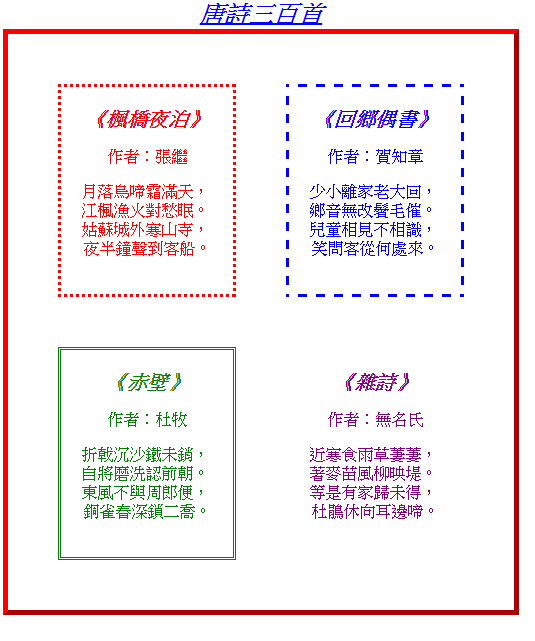 唐詩三百首
《楓橋夜泊》
作者：張繼
月落烏啼霜滿天，
江楓漁火對愁眠。
姑蘇城外寒山寺，
夜半鐘聲到客船。
《回鄉偶書》
作者：賀知章
少小離家老大回，
鄉音無改鬢毛催。
兒童相見不相識，
笑問客從何處來。
《赤壁》
作者：杜牧
折戟沉沙鐵未銷，
自將磨洗認前朝。
東風不與周郎便，
銅雀春深鎖二喬。
《雜詩》
作者：無名氏
近寒食雨草萋萋，
著麥苗風柳映堤。
等是有家歸未得，
杜鵑休向耳邊啼。